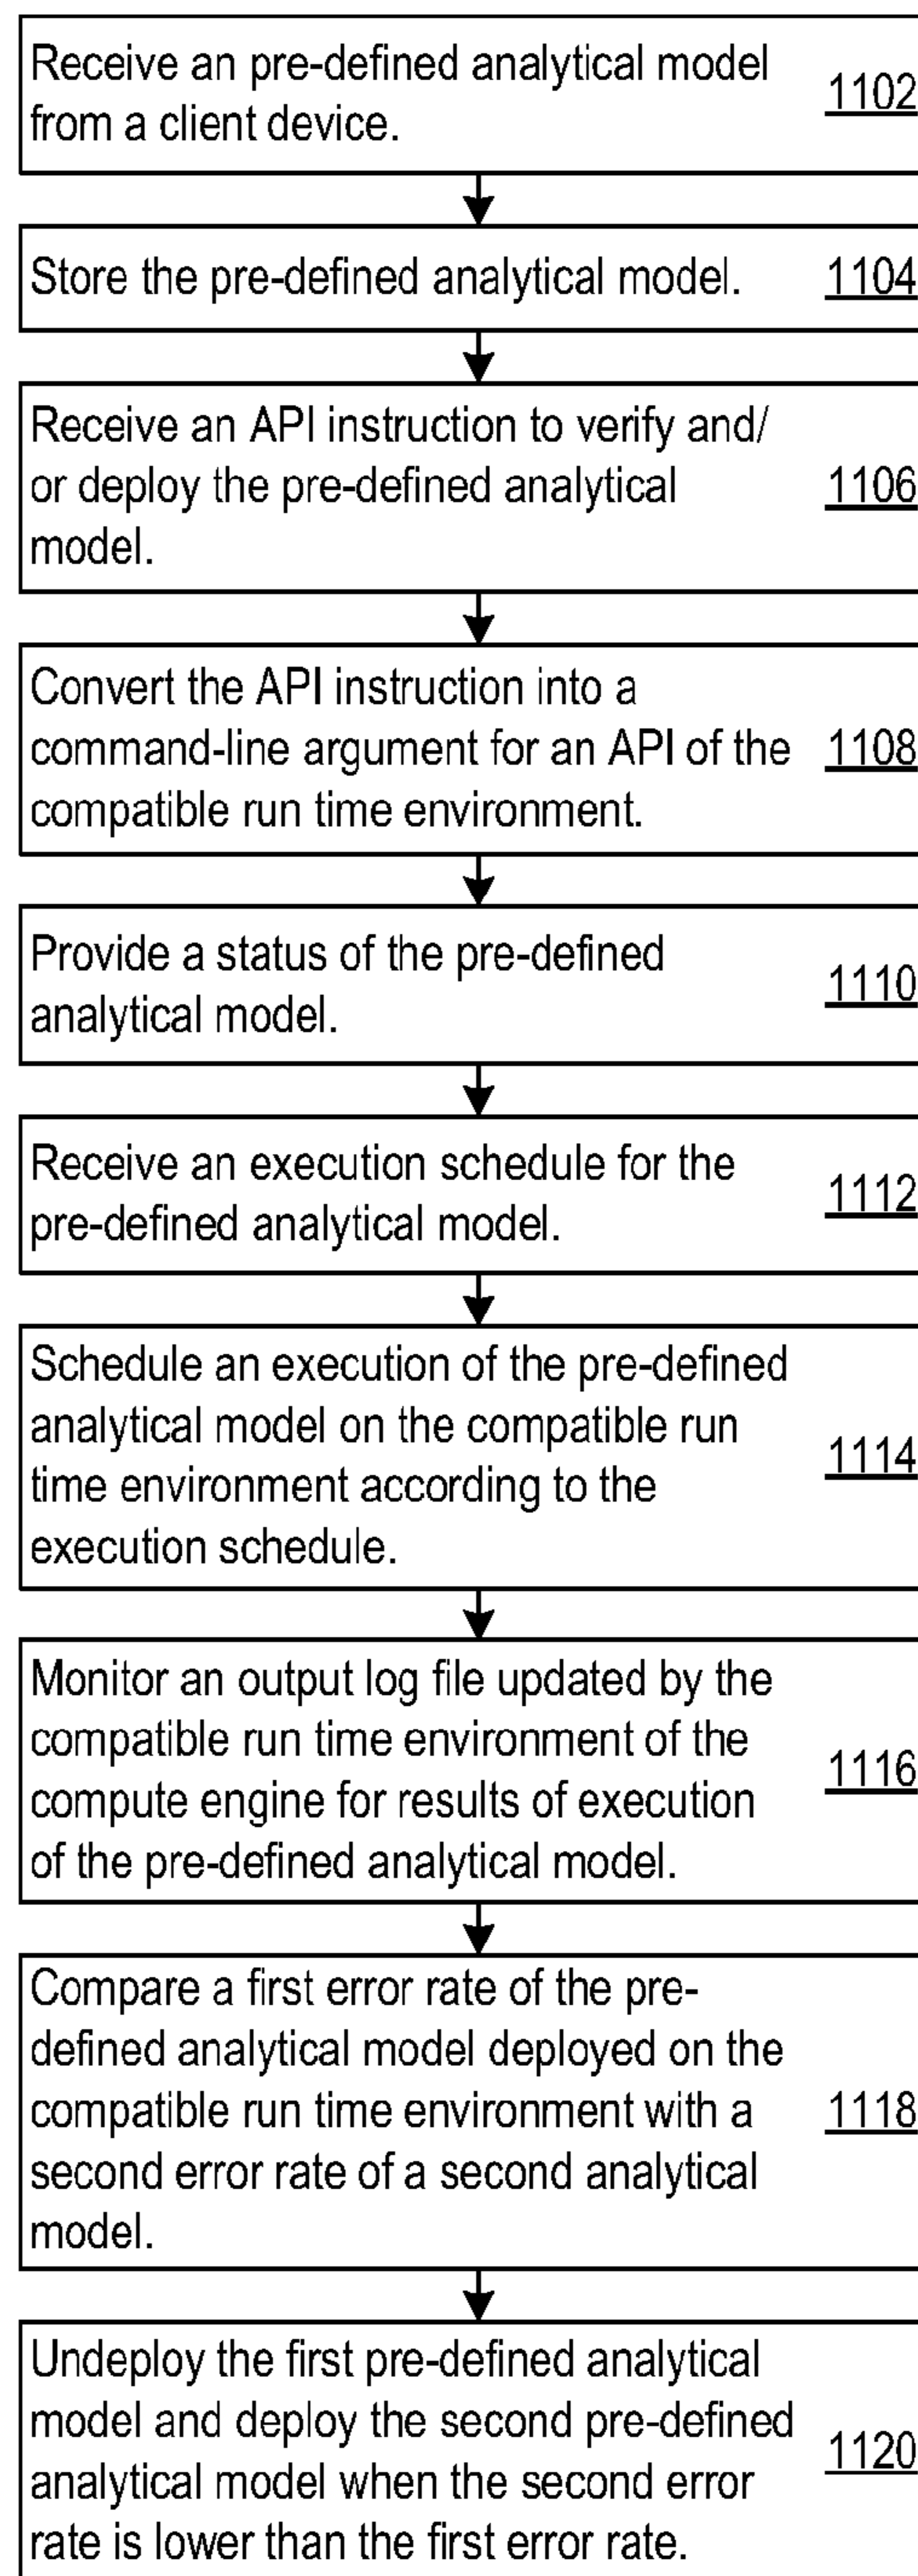 Receive an pre-defined analytical model
from a client device.
1102
Store the pre-defined analytical model.
1104
Receive an API instruction to verify and/
or deploy the pre-defined analytical
model.
1106
Convert the API instruction into a
command-line argument for an API of the
compatible run time environment.
1108
Provide a status of the pre-defined
analytical model.
1110
Receive an execution schedule for the
pre-defined analytical model.
1112
Schedule an execution of the pre-defined
analytical model on the compatible run
time environment according to the
execution schedule.
1114
Monitor an output log file updated by the
compatible run time environment of the
compute engine for results of execution
of the pre-defined analytical model.
1116
Compare a first error rate of the pre-
defined analytical model deployed on the
compatible run time environment with a
second error rate of a second analytical
model.
1118
Undeploy the first pre-defined analytical
model and deploy the second pre-defined
analytical model when the second error
rate is lower than the first error rate.
1120